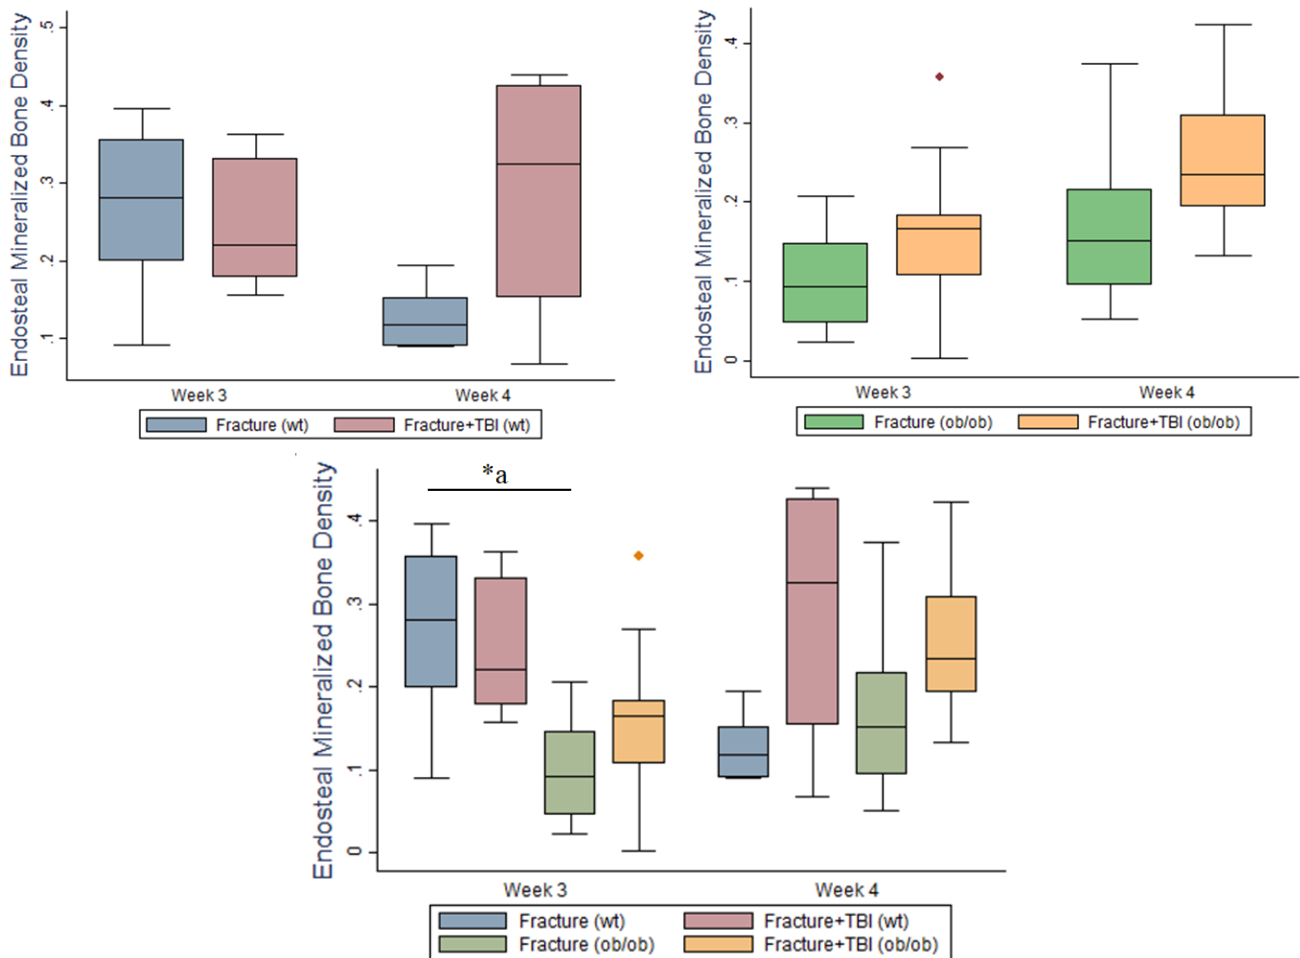 Endosteal Mineralized Bone Density
.5
.4
.3
.2
.1
Week 3 Week 4
Fracture (wt) Fracture+TBI (wt)
Endosteal Mineralized Bone Density
.4
.3
.2
.1
0
Week 3 Week 4
Fracture (ob/ob) Fracture+TBI (ob/ob)
*a
Endosteal Mineralized Bone Density
.4
.3
.2
.1
0
Week 3 Week 4
Fracture (wt) Fracture+TBI (wt)
Fracture (ob/ob) Fracture+TBI (ob/ob)